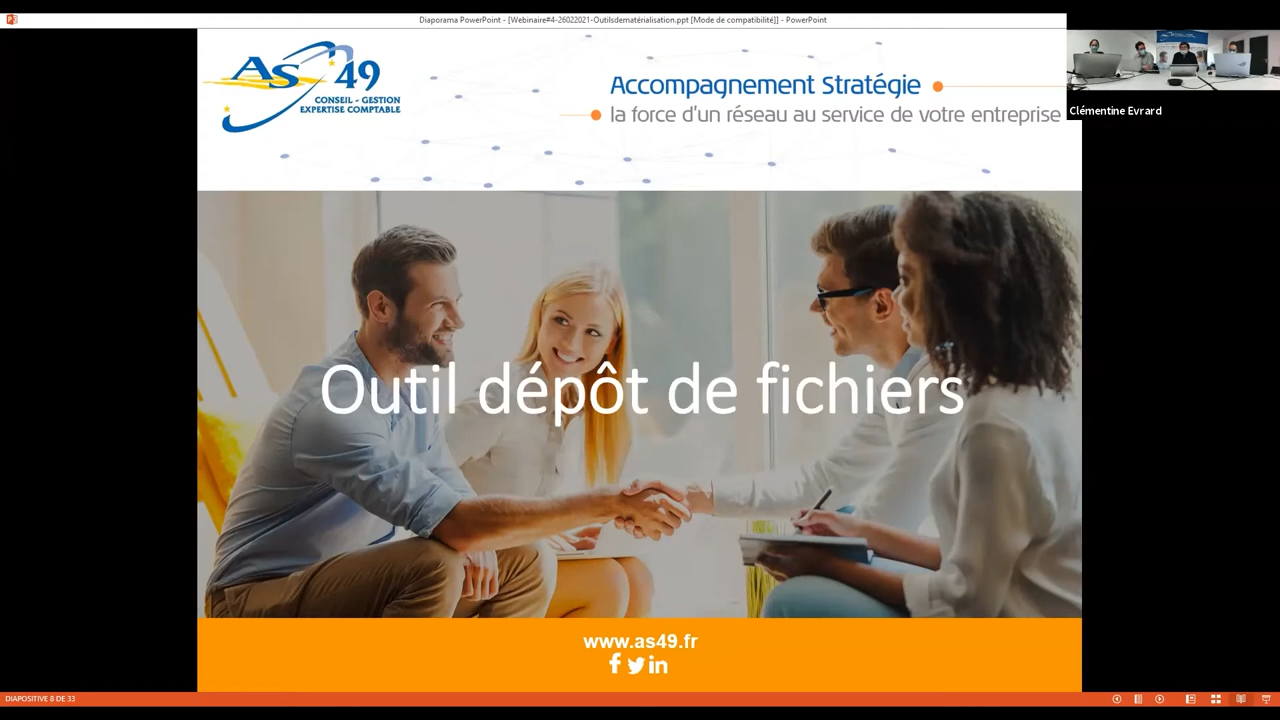 Diaporama PowerPoint - [Webinaire#4-26022021-Outilsdematérialisation.ppt [Mode de compatibilité]] - PowerPoint
As 49
CONSEIL - GESTION
EXPERTISE COMPTABLE
Accompagnement Stratégie
la force d'un réseau au service de votre entreprise
Clémentine Evrard
Outil dépôt de fichiers
www.as49.fr
DIAPOSITIVE 8 DE 33